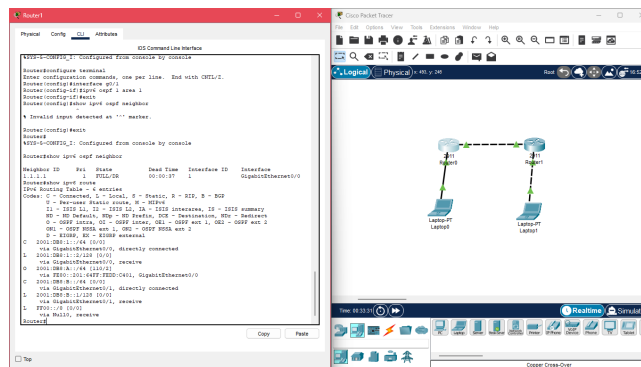 Router1
Physical Config CLI Attributes
IOS Command Line Interface
%SYS-5-CONFIG_I: Configured from console by console
Router#configure terminal
Enter configuration commands, one per line. End with CNTL/Z.
Router(config)#interface g0/1
Router(config-if)#ipv6 ospf 1 area 1
Router(config-if)#exit
Router(config)#show ipv6 ospf neighbor
^
% Invalid input detected at '^' marker.
Router(config)#exit
Router#
%SYS-5-CONFIG_I: Configured from console by console
Router#show ipv6 ospf neighbor
Neighbor ID Pri State Dead Time Interface ID Interface
1.1.1.1 1 FULL/DR 00:00:37 1 GigabitEthernet0/0
Router#show ipv6 route
IPv6 Routing Table - 6 entries
Codes: C - Connected, L - Local, S - Static, R - RIP, B - BGP
U - Per-user Static route, M - MIPv6
I1 - ISIS L1, I2 - ISIS L2, IA - ISIS interarea, IS - ISIS summary
ND - ND Default, NDp - ND Prefix, DCE - Destination, NDr - Redirect
O - OSPF intra, OI - OSPF inter, OE1 - OSPF ext 1, OE2 - OSPF ext 2
ON1 - OSPF NSSA ext 1, ON2 - OSPF NSSA ext 2
D - EIGRP, EX - EIGRP external
C 2001:DB8:1::/64 [0/0]
via GigabitEthernet0/0, directly connected
L 2001:DB8:1::2/128 [0/0]
via GigabitEthernet0/0, receive
O 2001:DB8:A::/64 [110/2]
via FE80::201:64FF:FEDD:C401, GigabitEthernet0/0
C 2001:DB8:B::/64 [0/0]
via GigabitEthernet0/1, directly connected
L 2001:DB8:B::1/128 [0/0]
via GigabitEthernet0/1, receive
L FF00::/8 [0/0]
via Null0, receive
Router#
Copy Paste
Top
Cisco Packet Tracer
File Edit Options View Tools Extensions Window Help
Logical Physical x: 493, y: 246 Root 16:52
Router0 Router1
Laptop-PT
Laptop0
Laptop-PT
Laptop1
Time: 00:33:31 Realtime Simulat
Copper Cross-Over